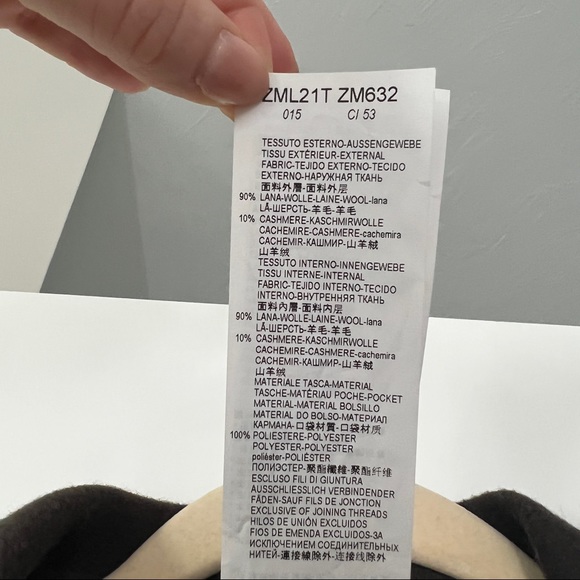 ZML21T ZM632
015 CI 53
TESSUTO ESTERNO-AUSSENGEWEBE
TISSU EXTÉRIEUR-EXTERNAL
FABRIC-TEJIDO EXTERNO-TECIDO
EXTERNO-НАРУЖНАЯ ТКАНЬ
面料外層-面料外层
90% LANA-WOLLE-LAINE-WOOL-lana
LÃ-ШЕРСТЬ-羊毛-羊毛
10% CASHMERE-KASCHMIRWOLLE
CACHEMIRE-CASHMERE-cachemira
CACHEMIR-КАШМИР-山羊絨
山羊绒
TESSUTO INTERNO-INNENGEWEBE
TISSU INTERNE-INTERNAL
FABRIC-TEJIDO INTERNO-TECIDO
INTERNO-ВНУТРЕННЯЯ ТКАНЬ
面料內層-面料内层
90% LANA-WOLLE-LAINE-WOOL-lana
LÃ-ШЕРСТЬ-羊毛-羊毛
10% CASHMERE-KASCHMIRWOLLE
CACHEMIRE-CASHMERE-cachemira
CACHEMIR-КАШМИР-山羊絨
山羊绒
MATERIALE TASCA-MATERIAL
TASCHE-MATÉRIAU POCHE-POCKET
MATERIAL-MATERIAL BOLSILLO
MATERIAL DO BOLSO-МАТЕРИАЛ
КАРМАНА-口袋材質-口袋材质
100% POLIESTERE-POLYESTER
POLYESTER-POLYESTER
poliéster-POLIÉSTER
ПОЛИЭСТЕР-聚酯纖維-聚酯纤维
ESCLUSO FILI DI GIUNTURA
AUSSCHLIESSLICH VERBINDENDER
FÄDEN-SAUF FILS DE JONCTION
EXCLUSIVE OF JOINING THREADS
HILOS DE UNIÓN EXCLUIDOS
FIOS DE EMENDA EXCLUIDOS-ЗА
ИСКЛЮЧЕНИЕМ СОЕДИНИТЕЛЬНЫХ
НИТЕЙ-連接線除外-连接线除外